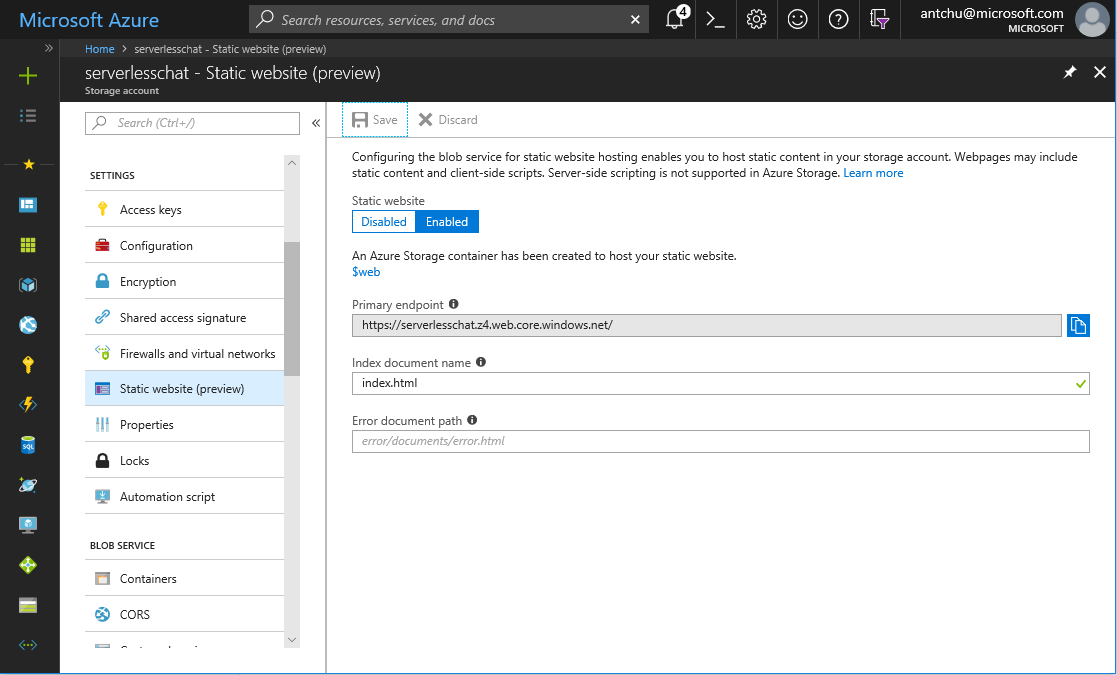 Microsoft Azure
Search resources, services, and docs
4
antchu@microsoft.com
MICROSOFT
Home > serverlesschat - Static website (preview)
serverlesschat - Static website (preview)
Storage account
Search (Ctrl+/)
SETTINGS
Access keys
Configuration
Encryption
Shared access signature
Firewalls and virtual networks
Static website (preview)
Properties
Locks
Automation script
BLOB SERVICE
Containers
CORS
SQL
Save
Discard
Configuring the blob service for static website hosting enables you to host static content in your storage account. Webpages may include
static content and client-side scripts. Server-side scripting is not supported in Azure Storage. Learn more
Static website
Disabled
Enabled
An Azure Storage container has been created to host your static website.
$web
Primary endpoint
https://serverlesschat.z4.web.core.windows.net/
Index document name
index.html
Error document path
error/documents/error.html